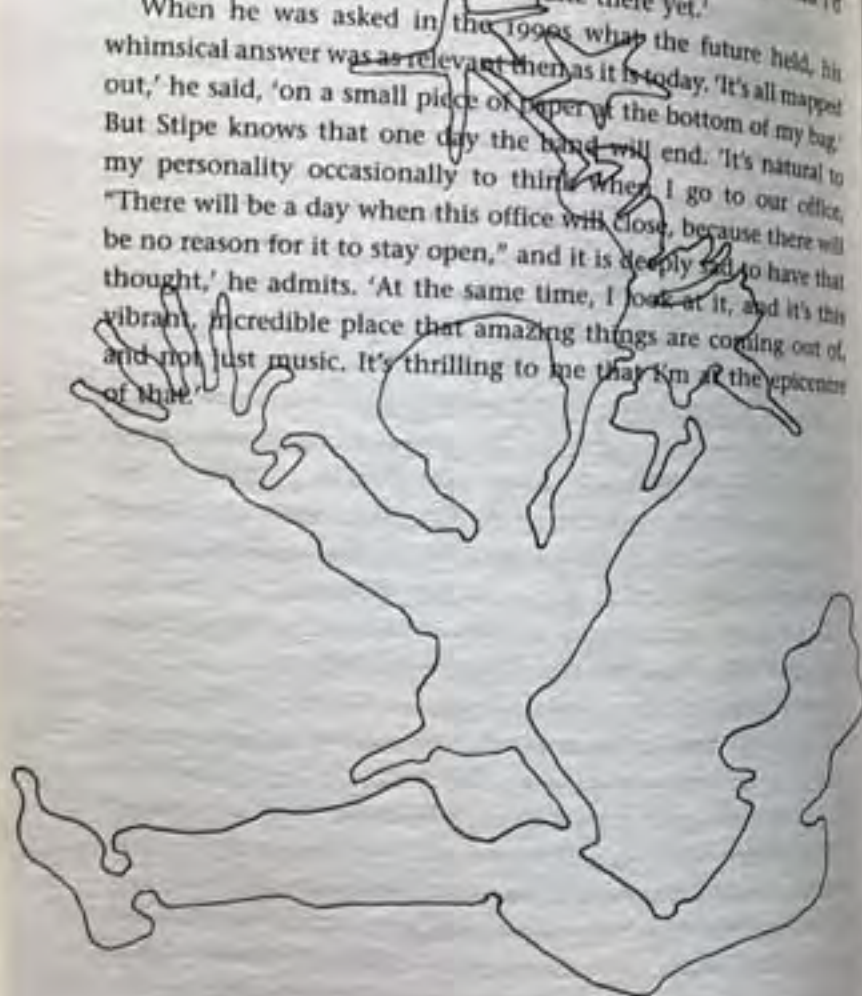 there yet.'
When he was asked in the 1990s what the future held, his
whimsical answer was as relevant then as it is today. 'It's all mapped
out,' he said, 'on a small piece of paper at the bottom of my bag.'
But Stipe knows that one day the band will end. 'It's natural to
my personality occasionally to think when I go to our office,
"There will be a day when this office will close, because there will
be no reason for it to stay open," and it is deeply sad to have that
thought,' he admits. 'At the same time, I look at it, and it's this
vibrant, incredible place that amazing things are coming out of,
and not just music. It's thrilling to me that I'm at the epicentre
of that.'